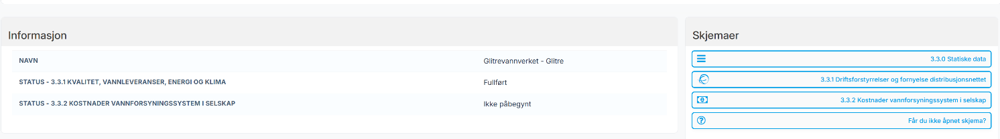 Informasjon
NAVN Glitrevannverket - Glitre
STATUS - 3.3.1 KVALITET, VANNLEVERANSER, ENERGI OG KLIMA Fullført
STATUS - 3.3.2 KOSTNADER VANNFORSYNINGSSYSTEM I SELSKAP Ikke påbegynt
Skjemaer
3.3.0 Statiske data
3.3.1 Driftsforstyrrelser og fornyelse distribusjonsnettet
3.3.2 Kostnader vannforsyningssystem i selskap
Får du ikke åpnet skjema?